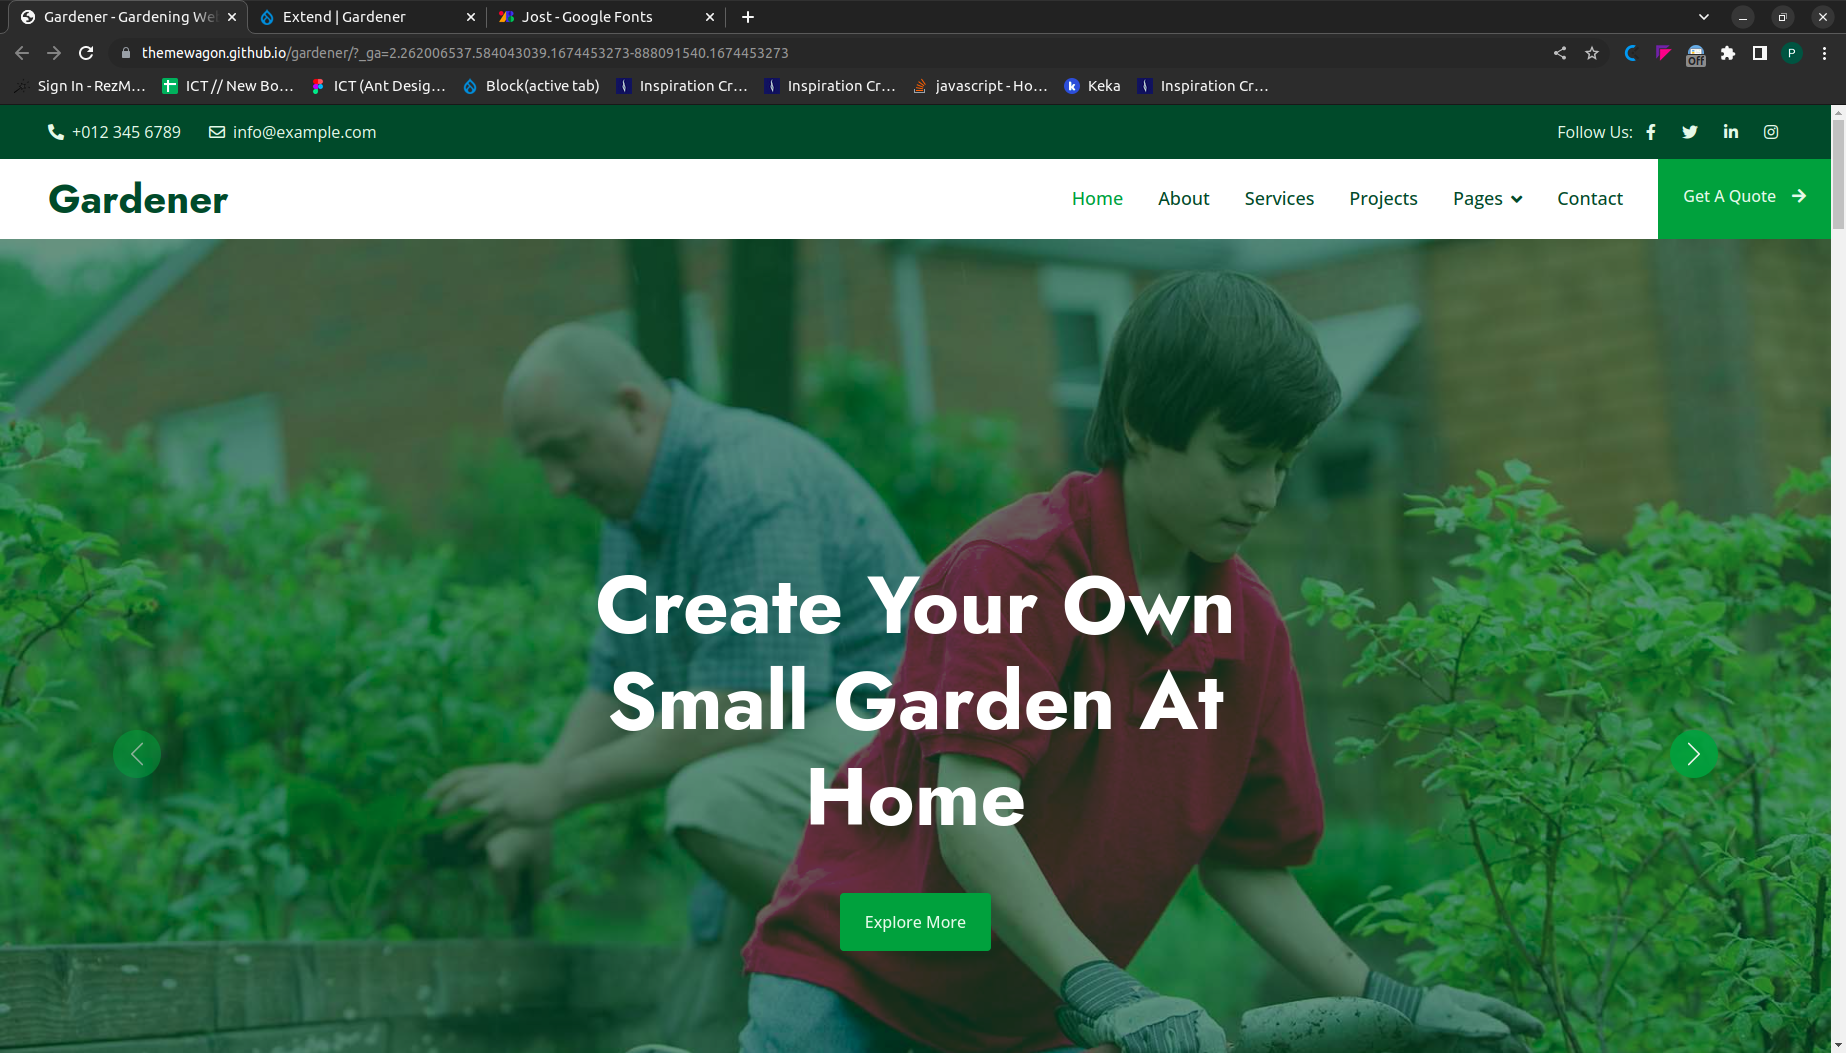 Gardener - Gardening We
Extend | Gardener
Jost - Google Fonts
themewagon.github.io/gardener/?_ga=2.262006537.584043039.1674453273-888091540.1674453273
Off
P
Sign In - RezM...
ICT // New Bo...
ICT (Ant Desig...
Block(active tab)
Inspiration Cr...
Inspiration Cr...
javascript - Ho...
Keka
Inspiration Cr...
+012 345 6789
info@example.com
Follow Us:
Gardener
Home
About
Services
Projects
Pages
Contact
Get A Quote
Create Your Own
Small Garden At
Home
Explore More